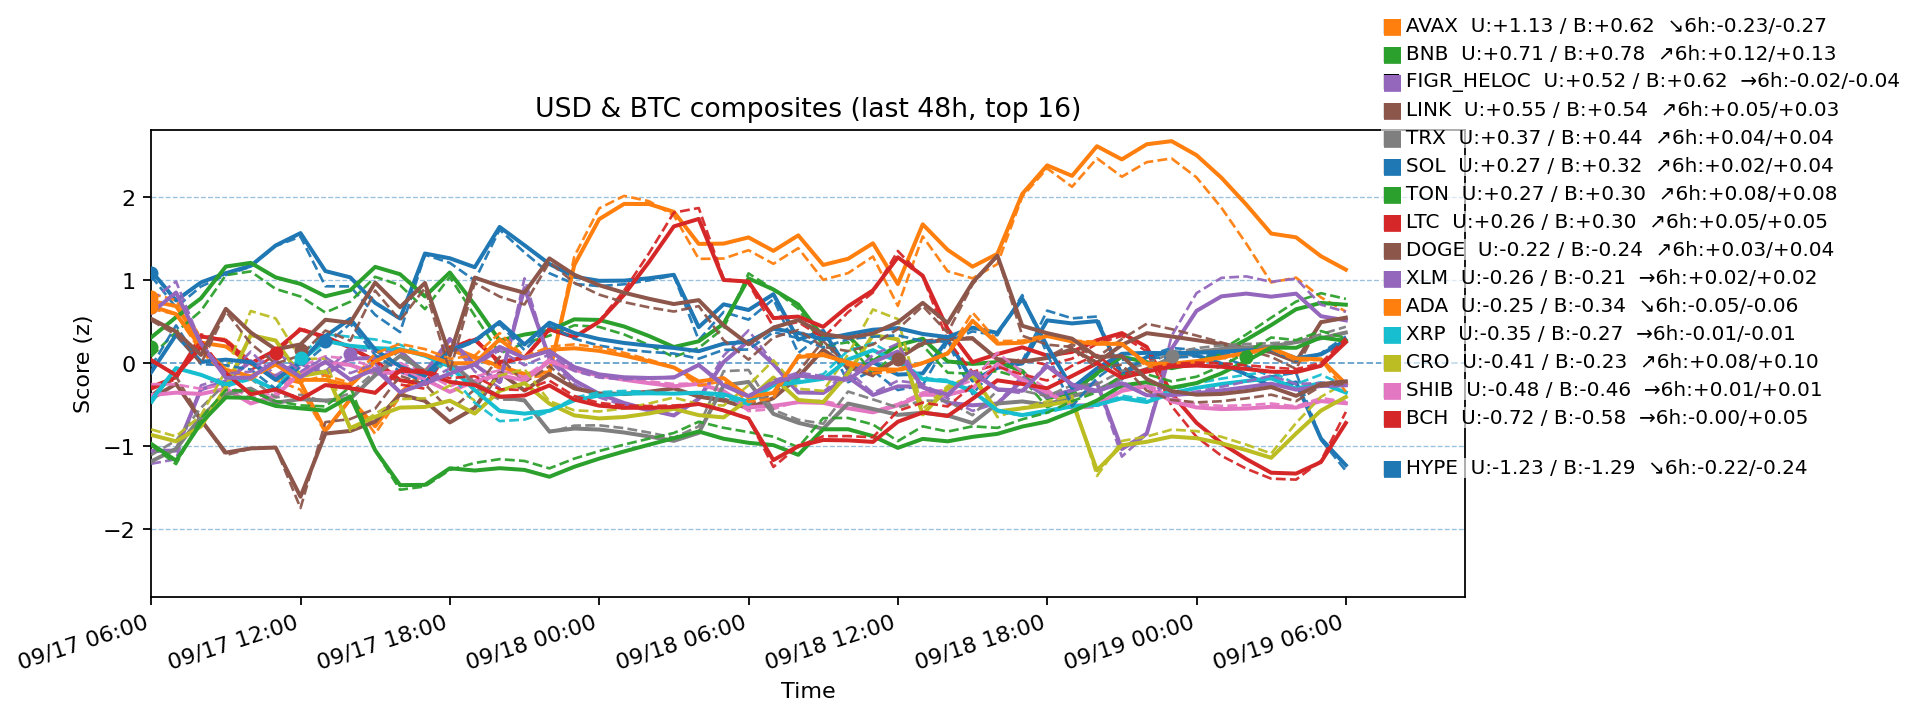 AVAX  U:+1.13 / B:+0.62  ↘6h:-0.23/-0.27
BNB  U:+0.71 / B:+0.78  ↗6h:+0.12/+0.13
FIGR_HELOC  U:+0.52 / B:+0.62  →6h:-0.02/-0.04
LINK  U:+0.55 / B:+0.54  ↗6h:+0.05/+0.03
TRX  U:+0.37 / B:+0.44  ↗6h:+0.04/+0.04
SOL  U:+0.27 / B:+0.32  ↗6h:+0.02/+0.04
TON  U:+0.27 / B:+0.30  ↗6h:+0.08/+0.08
LTC  U:+0.26 / B:+0.30  ↗6h:+0.05/+0.05
DOGE  U:-0.22 / B:-0.24  ↗6h:+0.03/+0.04
XLM  U:-0.26 / B:-0.21  →6h:+0.02/+0.02
ADA  U:-0.25 / B:-0.34  ↘6h:-0.05/-0.06
XRP  U:-0.35 / B:-0.27  →6h:-0.01/-0.01
CRO  U:-0.41 / B:-0.23  ↗6h:+0.08/+0.10
SHIB  U:-0.48 / B:-0.46  →6h:+0.01/+0.01
BCH  U:-0.72 / B:-0.58  →6h:-0.00/+0.05
HYPE  U:-1.23 / B:-1.29  ↘6h:-0.22/-0.24
USD & BTC composites (last 48h, top 16)
Score (z)
2
1
0
−1
−2
09/17 06:00
09/17 12:00
09/17 18:00
09/18 00:00
09/18 06:00
09/18 12:00
09/18 18:00
09/19 00:00
09/19 06:00
Time